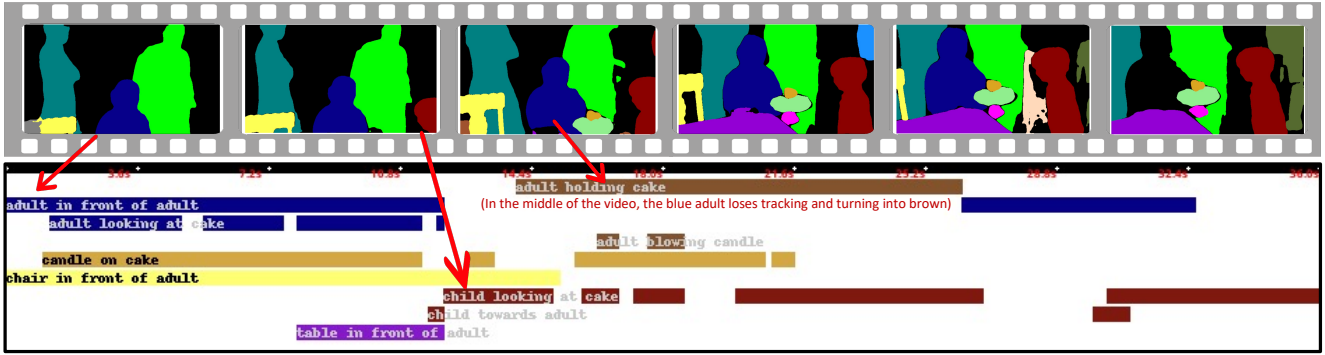 3.6s 7.2s 10.8s 14.4s 18.0s 21.6s 25.2s 28.8s 32.4s 36.0s
adult holding cake
adult in front of adult
(In the middle of the video, the blue adult loses tracking and turning into brown)
adult looking at cake
adult blowing candle
candle on cake
chair in front of adult
child looking at cake
child towards adult
table in front of adult